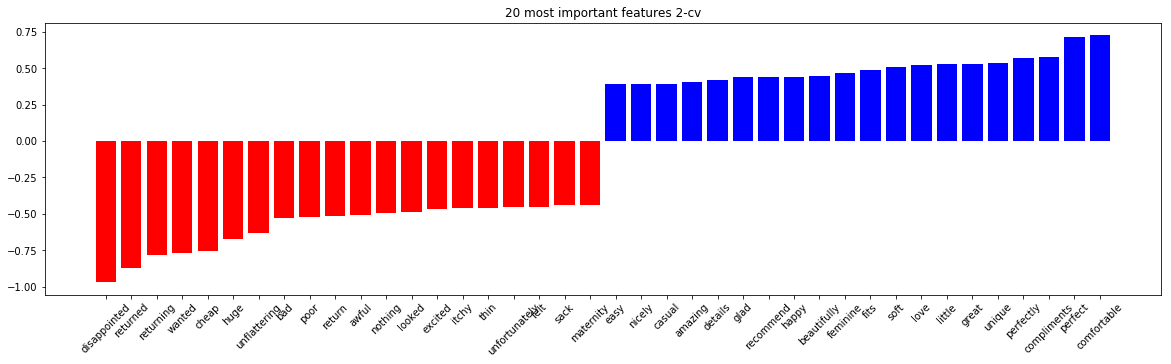 20 most important features 2-cv
0.75
0.50
0.25
0.00
−0.25
−0.50
−0.75
−1.00
disappointed
returned
returning
wanted
cheap
huge
unflattering
bad
poor
return
awful
nothing
looked
excited
itchy
thin
unfortunately
felt
sack
maternity
easy
nicely
casual
amazing
details
glad
recommend
happy
beautifully
feminine
fits
soft
love
little
great
unique
perfectly
compliments
perfect
comfortable